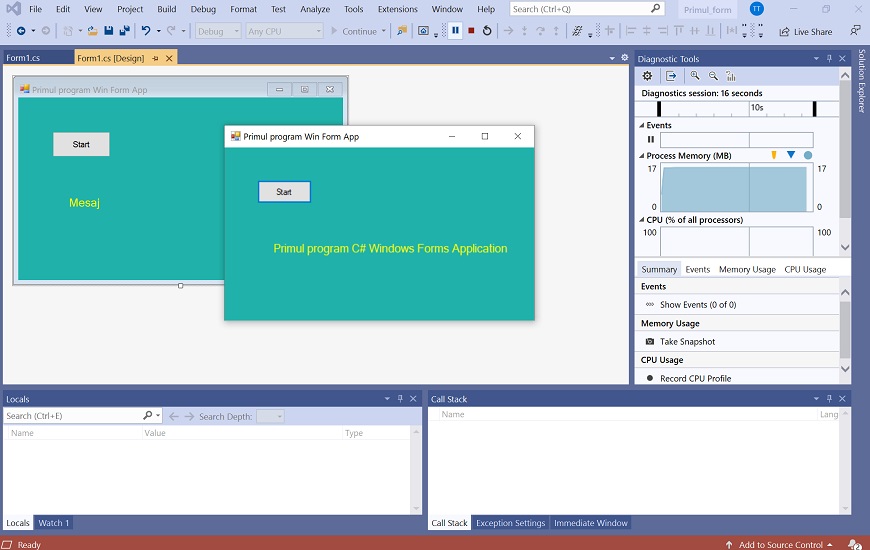 File Edit View Project Build Debug Format Test Analyze Tools Extensions Window Help Search (Ctrl+Q) Primul_form TT
Debug Any CPU Continue Live Share
Form1.cs Form1.cs [Design]
Primul program Win Form App
Start
Mesaj
Primul program Win Form App
Start
Primul program C# Windows Forms Application
Diagnostic Tools
Diagnostics session: 16 seconds
10s
Events
Process Memory (MB)
17 17
0 0
CPU (% of all processors)
100 100
Summary Events Memory Usage CPU Usage
Events
Show Events (0 of 0)
Memory Usage
Take Snapshot
CPU Usage
Record CPU Profile
Solution Explorer
Locals
Search (Ctrl+E) Search Depth:
Name Value Type
Locals Watch 1
Call Stack
Name Lang
Call Stack Exception Settings Immediate Window
Ready Add to Source Control 2